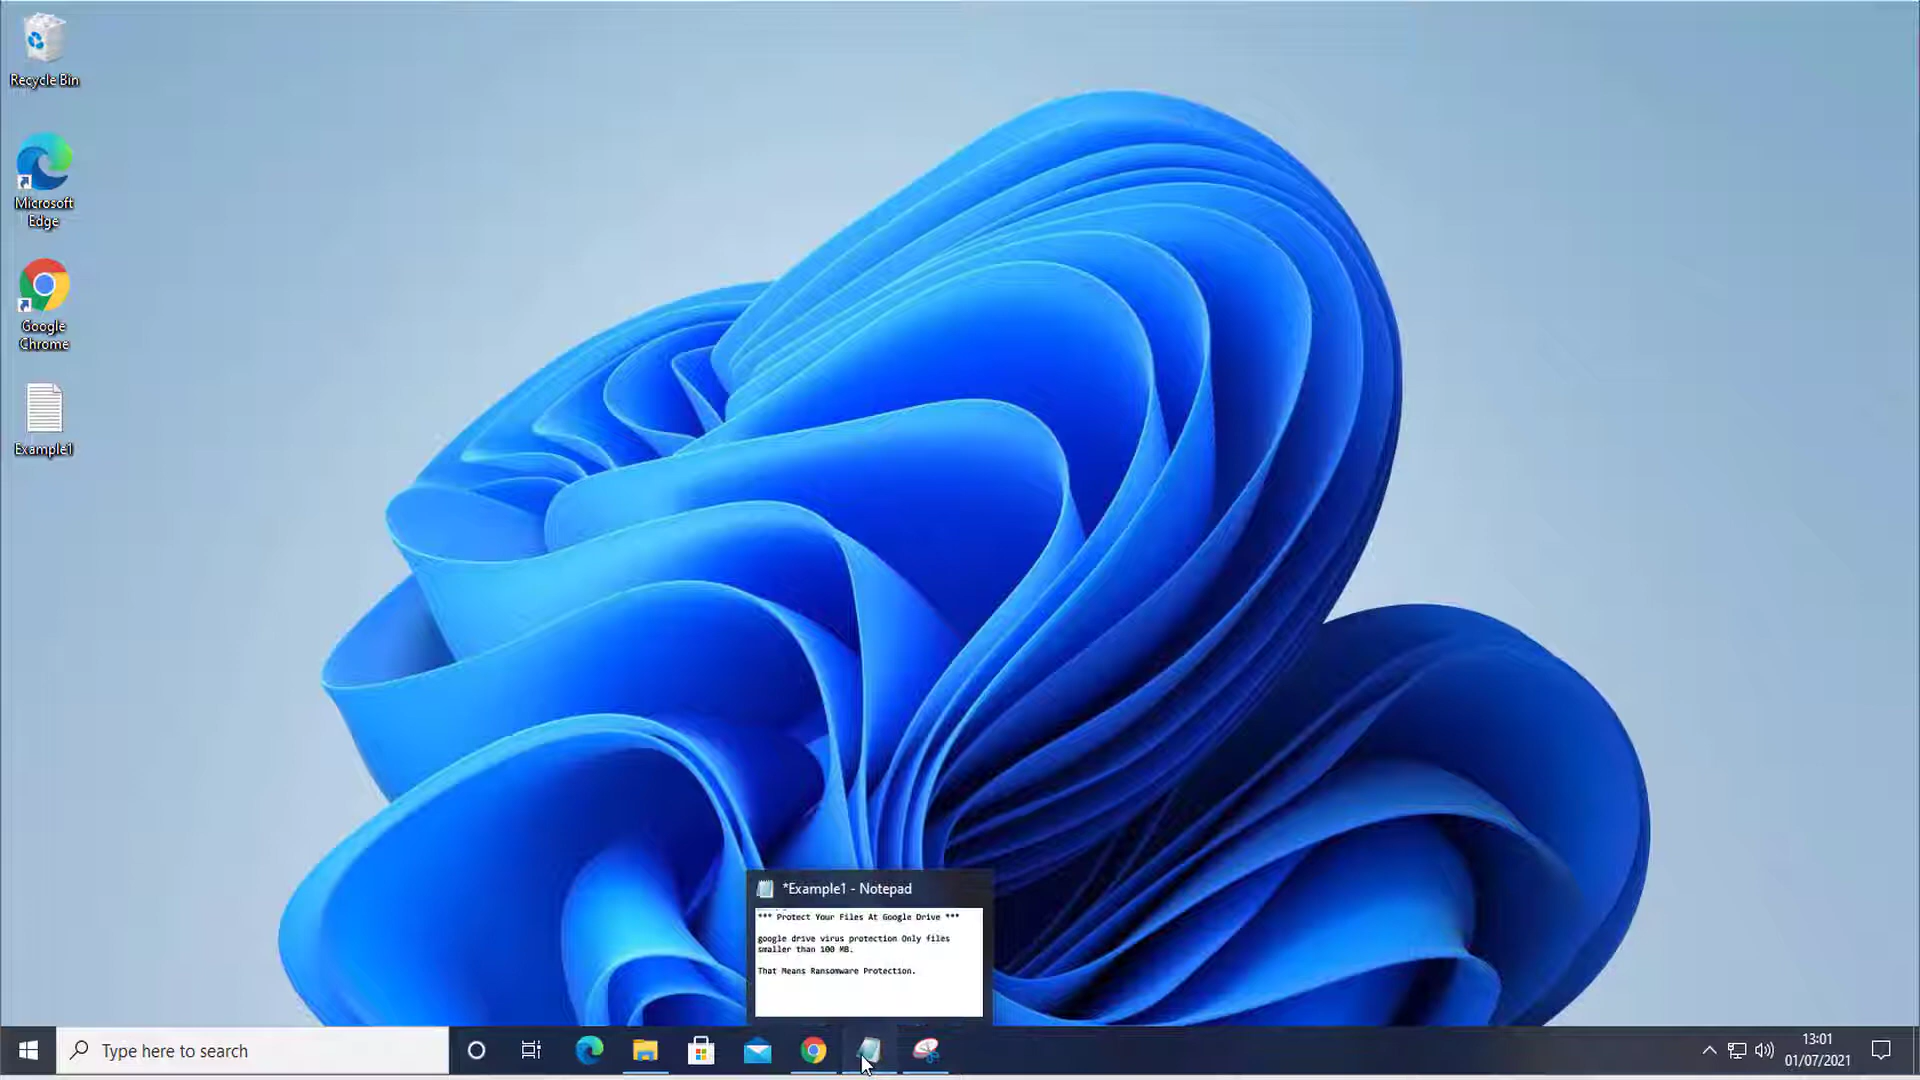 Recycle Bin
Microsoft
Edge
Google
Chrome
Example1
*Example1 - Notepad
*** Protect Your Files At Google Drive ***
google drive virus protection Only files
smaller than 100 MB.
That Means Ransomware Protection.
Type here to search
13:01
01/07/2021